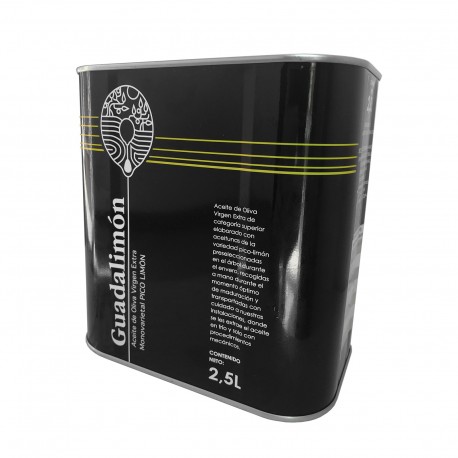 Guadalimón
Aceite de Oliva Virgen Extra
Monovarietal PICO LIMÓN
Aceite de Oliva
Virgen Extra de
categoría superior
elaborado con
aceitunas de la
variedad pico-limón
preseleccionadas
en el árbol durante
el envero, recogidas
a mano durante el
momento óptimo
de maduración y
transportadas con
cuidado a nuestras
instalaciones, donde
se les extrae el aceite
en frío y sólo con
procedimientos
mecánicos.
CONTENIDO
NETO:
2,5L